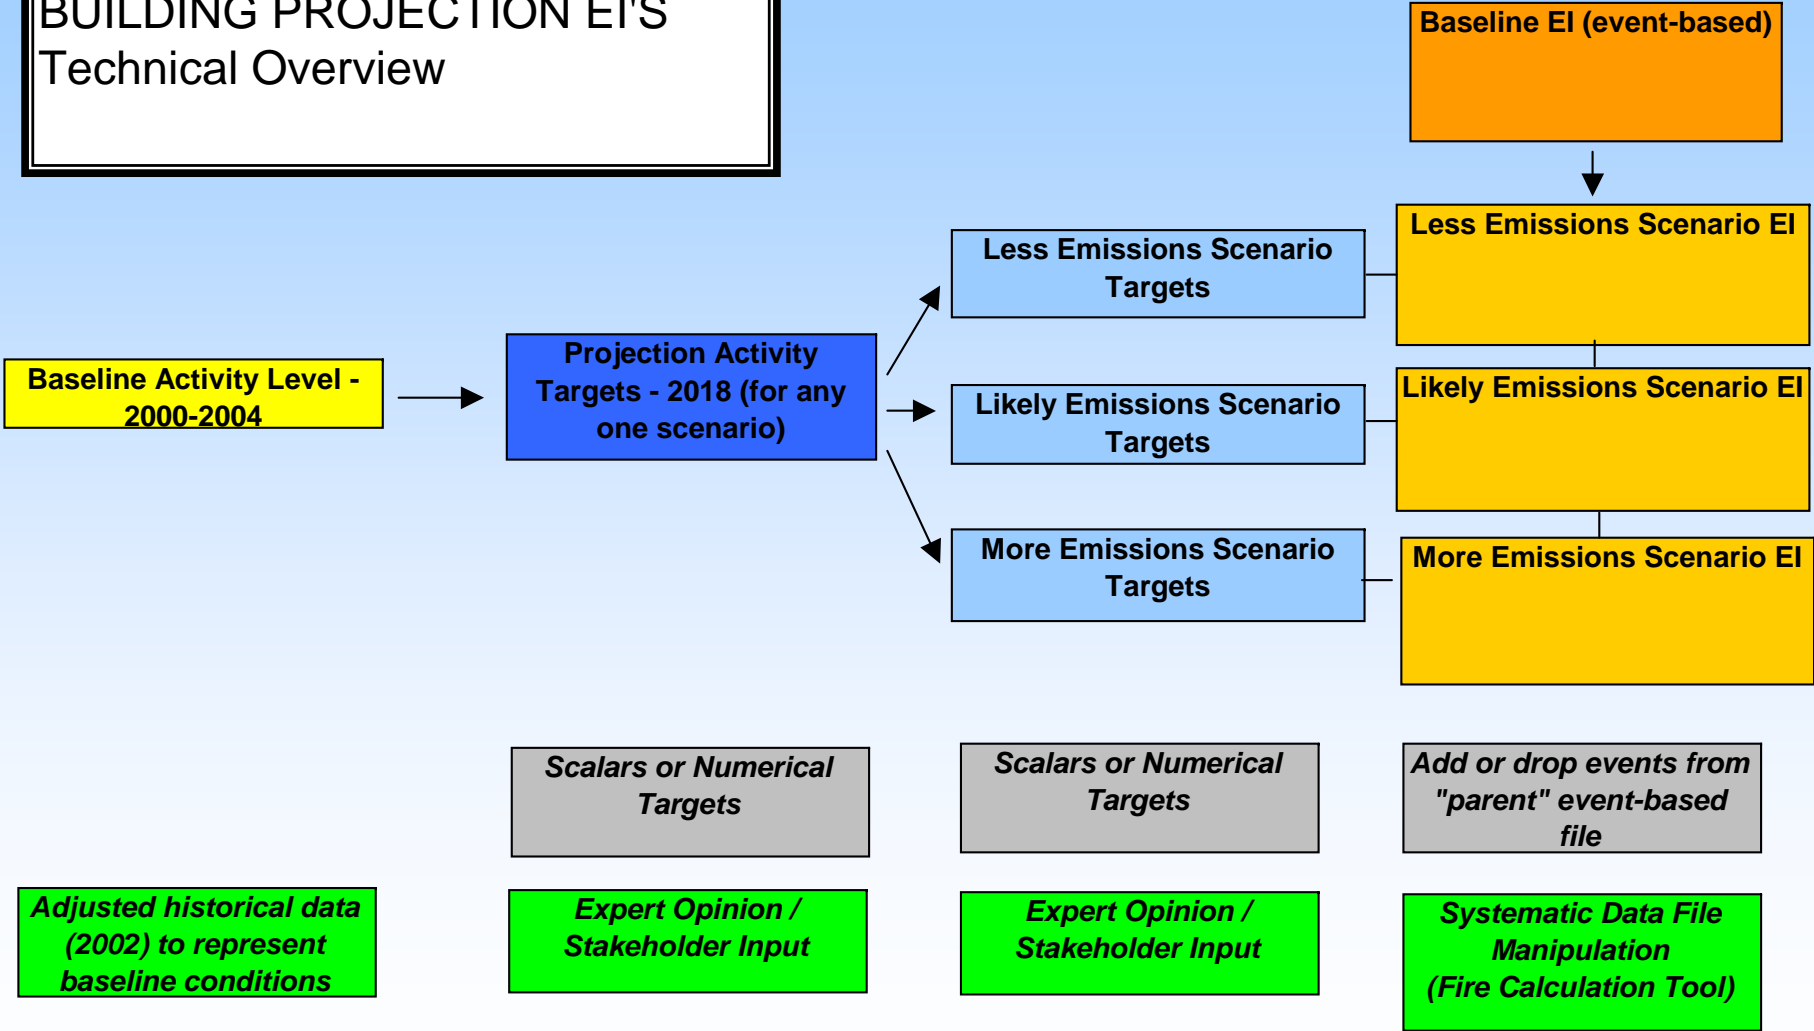 BUILDING PROJECTION EI'S
Technical Overview
Baseline EI (event-based)
Less Emissions Scenario
Targets
Less Emissions Scenario EI
Baseline Activity Level -
2000-2004
Projection Activity
Targets - 2018 (for any
one scenario)
Likely Emissions Scenario
Targets
Likely Emissions Scenario EI
More Emissions Scenario
Targets
More Emissions Scenario EI
Scalars or Numerical
Targets
Scalars or Numerical
Targets
Add or drop events from
"parent" event-based
file
Adjusted historical data
(2002) to represent
baseline conditions
Expert Opinion /
Stakeholder Input
Expert Opinion /
Stakeholder Input
Systematic Data File
Manipulation
(Fire Calculation Tool)